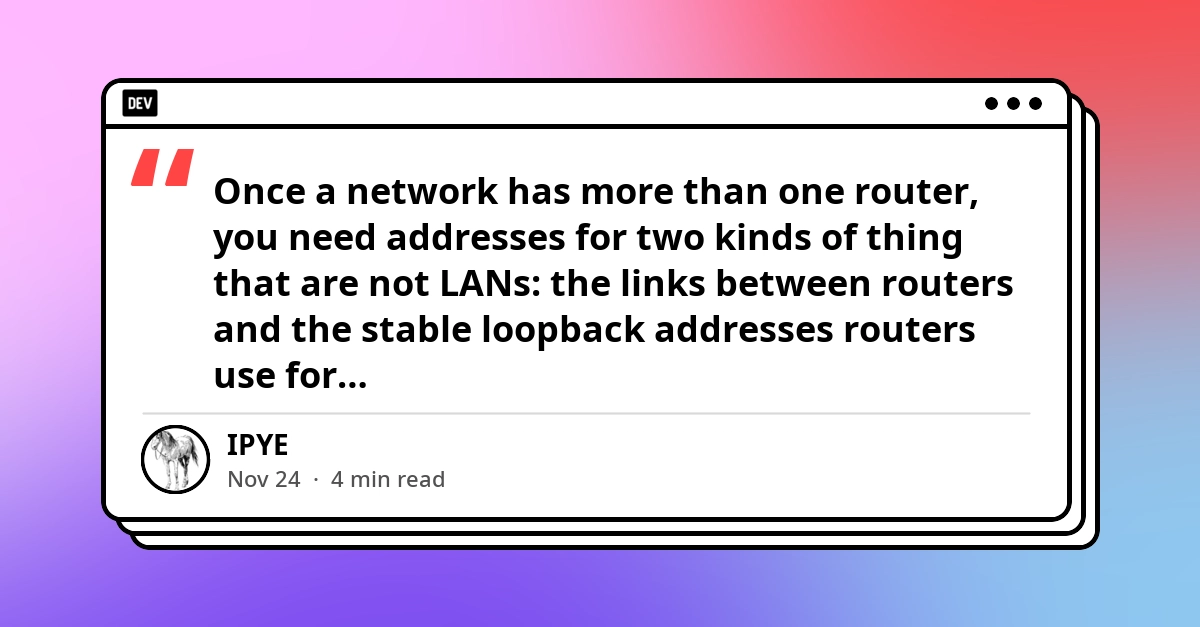 DEV
“
Once a network has more than one router,
you need addresses for two kinds of thing
that are not LANs: the links between routers
and the stable loopback addresses routers
use for...
IPYE
Nov 24 · 4 min read